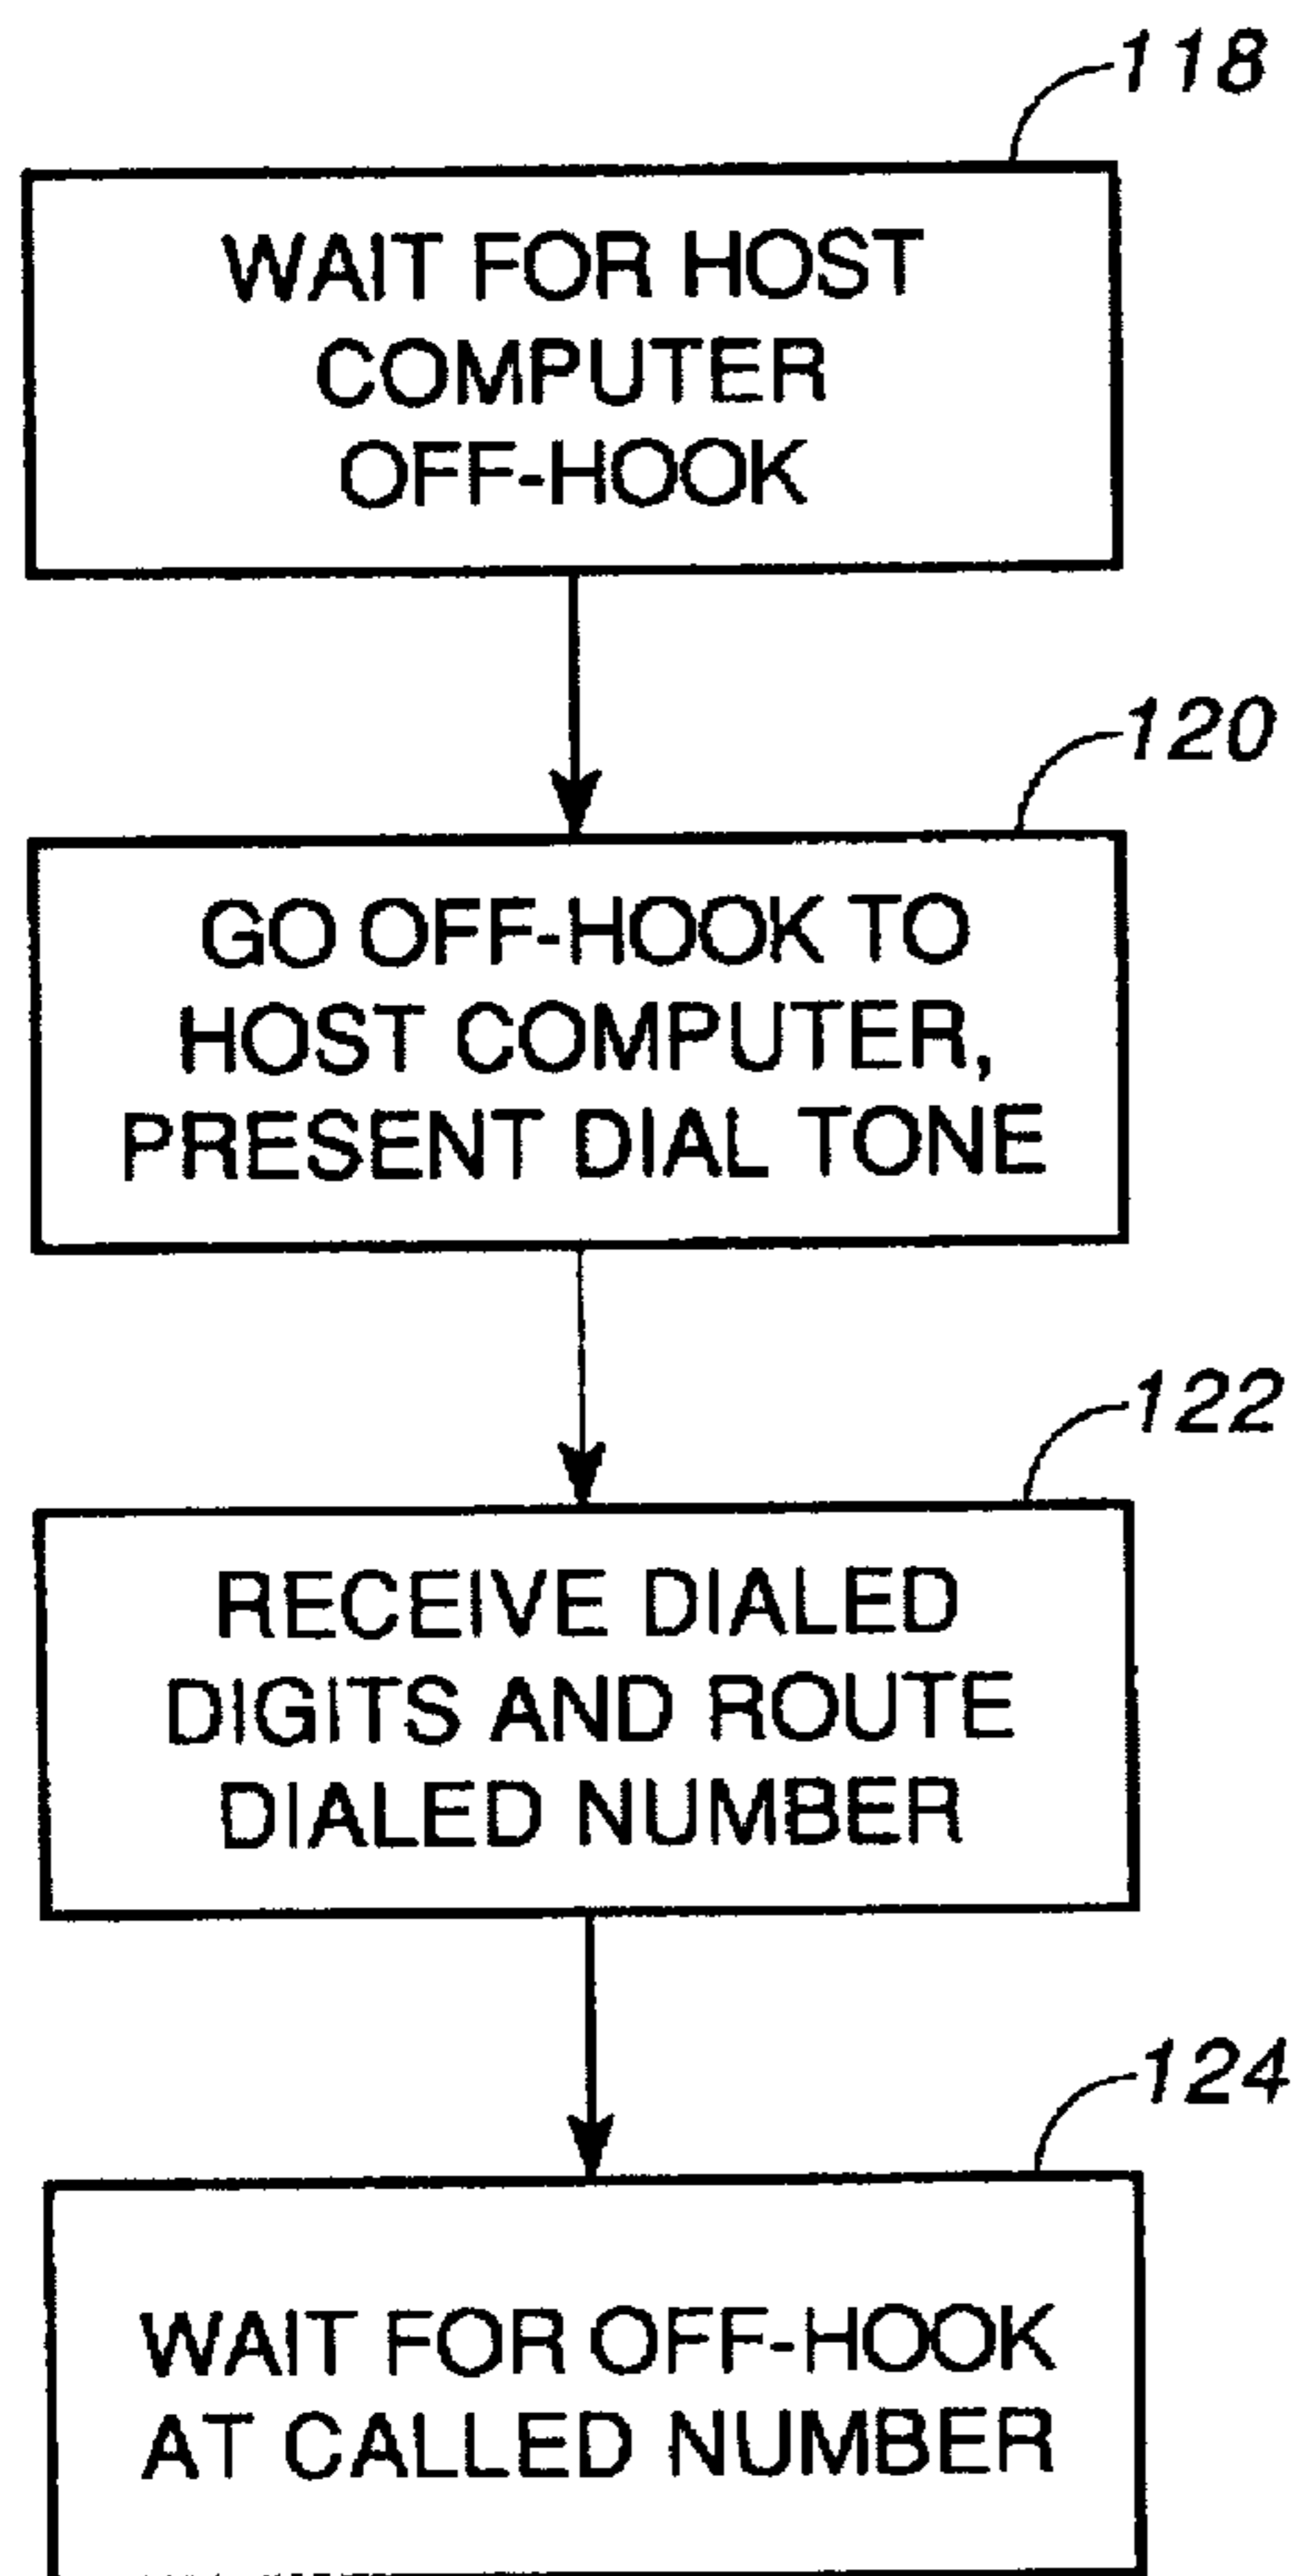 118
WAIT FOR HOST
COMPUTER
OFF-HOOK
120
GO OFF-HOOK TO
HOST COMPUTER,
PRESENT DIAL TONE
122
RECEIVE DIALED
DIGITS AND ROUTE
DIALED NUMBER
124
WAIT FOR OFF-HOOK
AT CALLED NUMBER